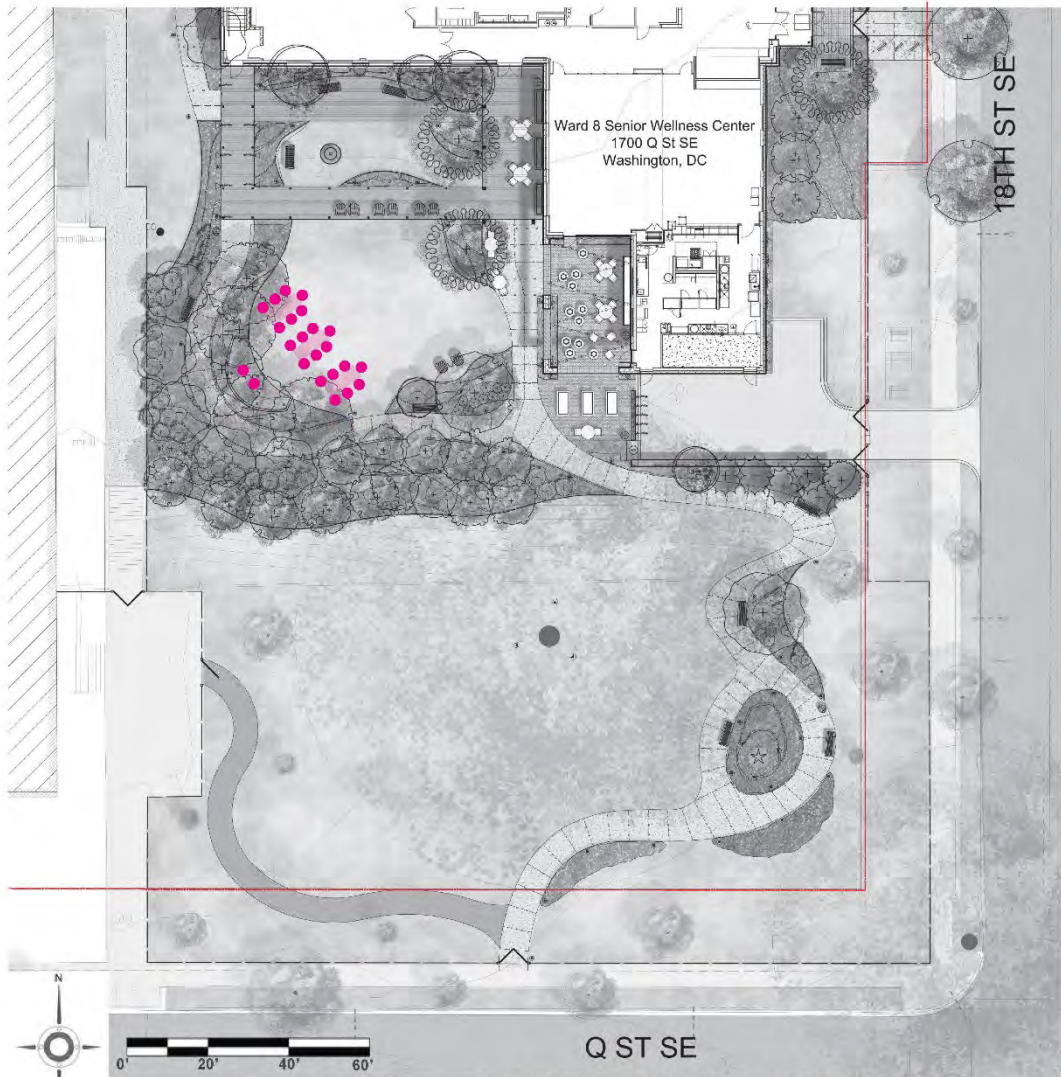 Ward 8 Senior Wellness Center
1700 Q St SE
Washington, DC
18TH ST SE
N
0' 20' 40' 60'
Q ST SE